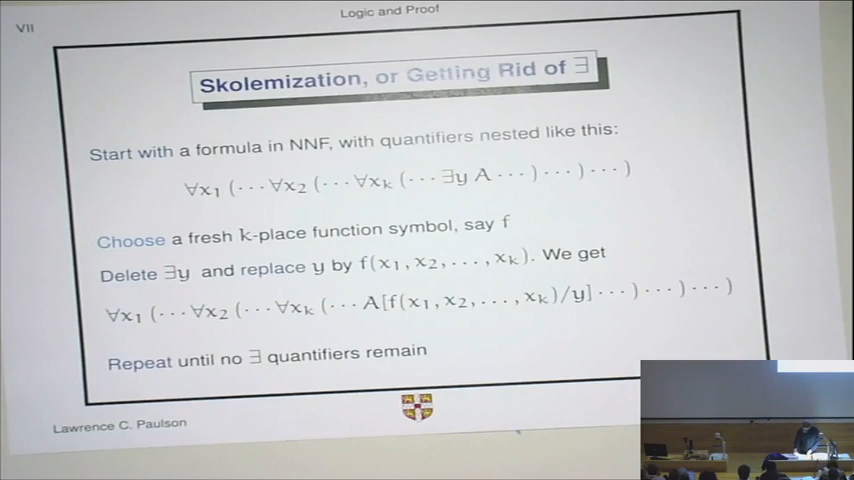 VII
Logic and Proof
Skolemization, or Getting Rid of ∃
Start with a formula in NNF, with quantifiers nested like this:
∀x₁ (··· ∀x₂ (··· ∀xₖ (··· ∃y A ···) ···) ···)
Choose a fresh k-place function symbol, say f
Delete ∃y and replace y by f(x₁, x₂, . . . , xₖ). We get
∀x₁ (··· ∀x₂ (··· ∀xₖ (··· A[f(x₁, x₂, . . . , xₖ)/y] ···) ···) ···)
Repeat until no ∃ quantifiers remain
Lawrence C. Paulson